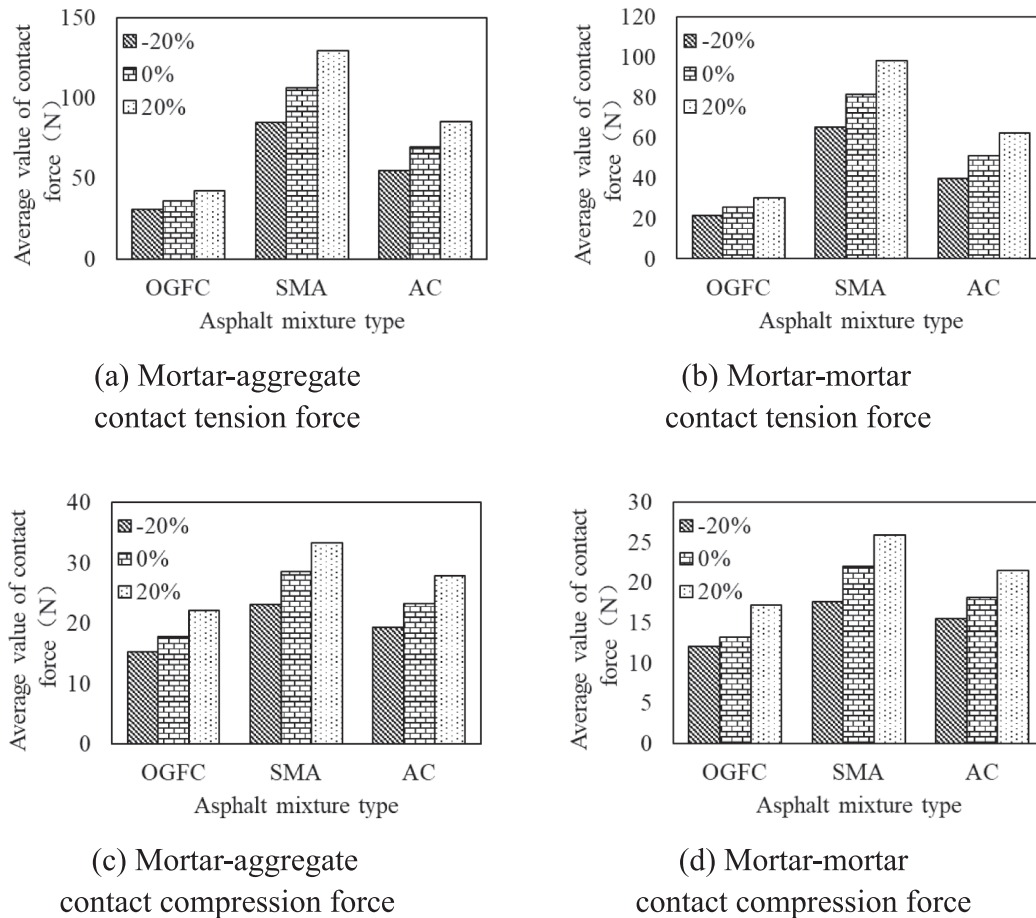 Average value of contact
force（N）
150
100
50
0
-20%
0%
20%
OGFC SMA AC
Asphalt mixture type
(a) Mortar-aggregate
contact tension force
Average value of contact
force（N）
120
100
80
60
40
20
0
-20%
0%
20%
OGFC SMA AC
Asphalt mixture type
(b) Mortar-mortar
contact tension force
Average value of contact
force（N）
40
30
20
10
0
-20%
0%
20%
OGFC SMA AC
Asphalt mixture type
(c) Mortar-aggregate
contact compression force
Average value of contact
force（N）
30
25
20
15
10
5
0
-20%
0%
20%
OGFC SMA AC
Asphalt mixture type
(d) Mortar-mortar
contact compression force